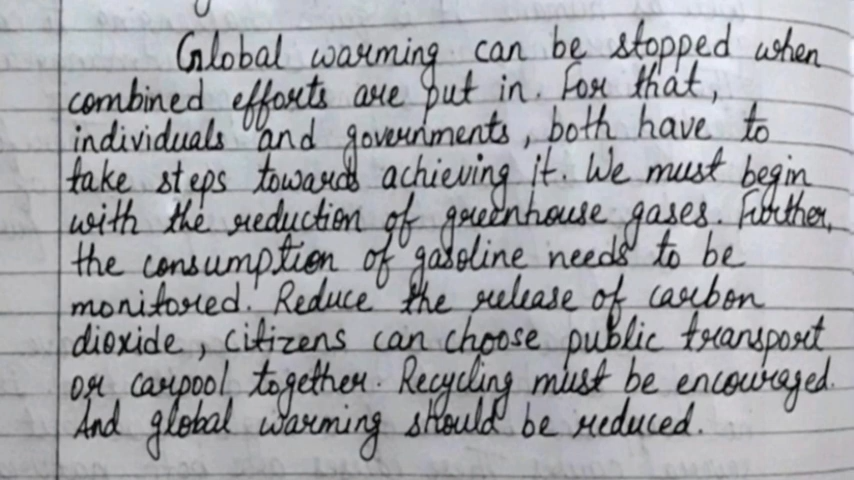 Global warming can be stopped when
combined efforts are put in. For that,
individuals and governments, both have to
take steps towards achieving it. We must begin
with the reduction of greenhouse gases. Further,
the consumption of gasoline needs to be
monitored. Reduce the release of carbon
dioxide, citizens can choose public transport
or carpool together. Recycling must be encouraged.
And global warming should be reduced.